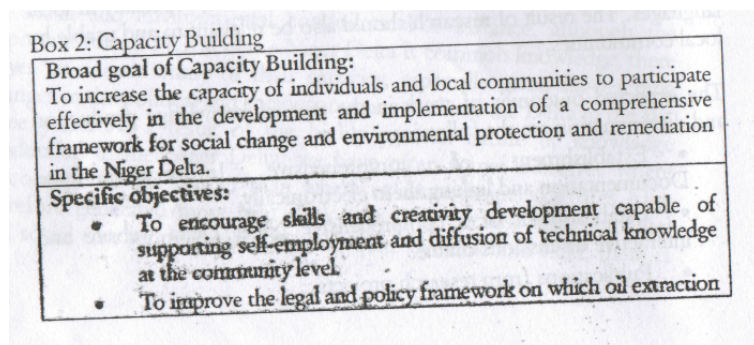 Box 2: Capacity Building
Broad goal of Capacity Building:
To increase the capacity of individuals and local communities to participate
effectively in the development and implementation of a comprehensive
framework for social change and environmental protection and remediation
in the Niger Delta.
Specific objectives:
• To encourage skills and creativity development capable of
supporting self-employment and diffusion of technical knowledge
at the community level.
• To improve the legal and policy framework on which oil extraction